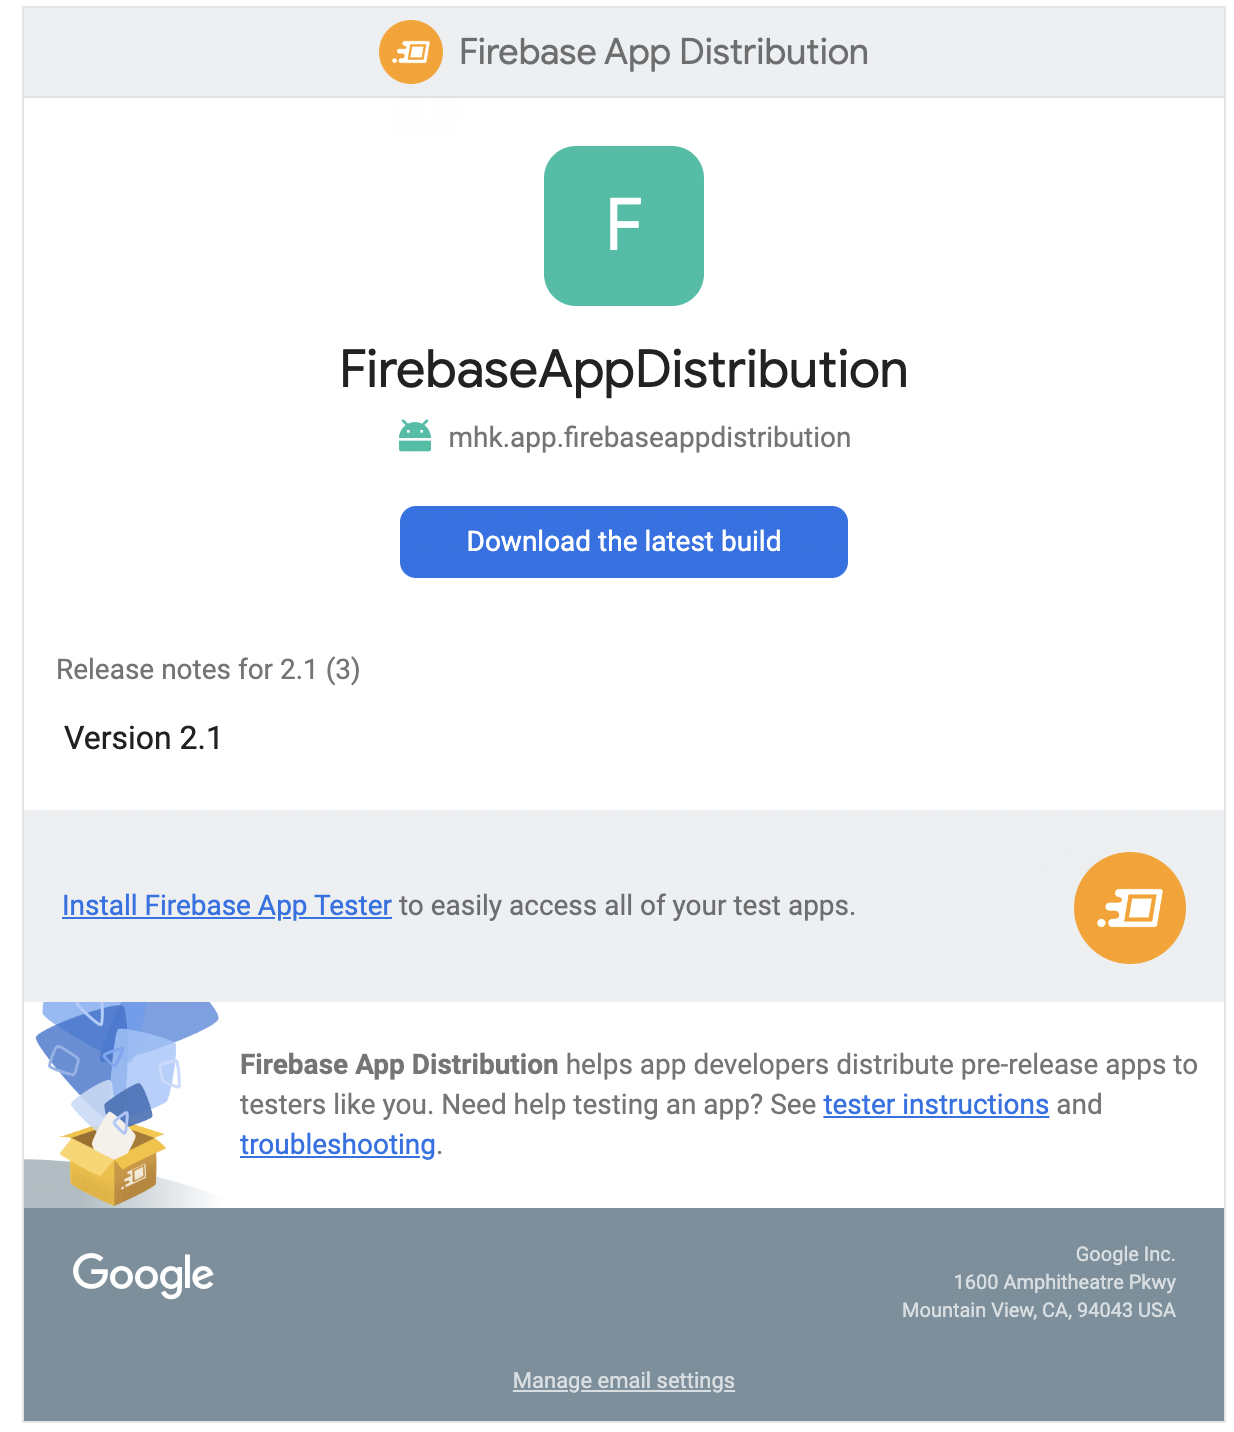 Firebase App Distribution
F
FirebaseAppDistribution
mhk.app.firebaseappdistribution
Download the latest build
Release notes for 2.1 (3)
Version 2.1
Install Firebase App Tester to easily access all of your test apps.
Firebase App Distribution helps app developers distribute pre-release apps to
testers like you. Need help testing an app? See tester instructions and
troubleshooting.
Google
Google Inc.
1600 Amphitheatre Pkwy
Mountain View, CA, 94043 USA
Manage email settings